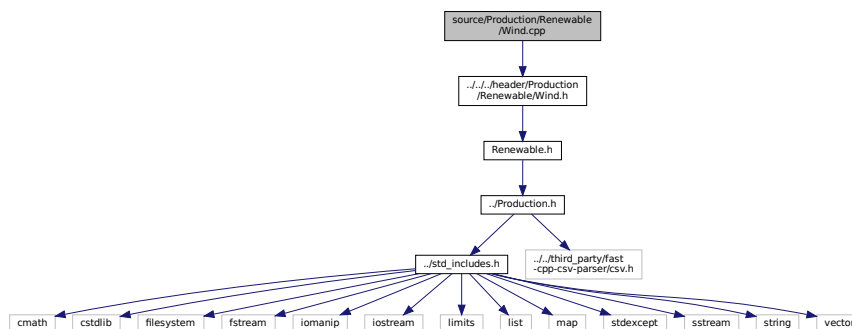 source/Production/Renewable
/Wind.cpp
../../../header/Production
/Renewable/Wind.h
Renewable.h
../Production.h
../std_includes.h
../../third_party/fast
-cpp-csv-parser/csv.h
cmath
cstdlib
filesystem
fstream
iomanip
iostream
limits
list
map
stdexcept
sstream
string
vector